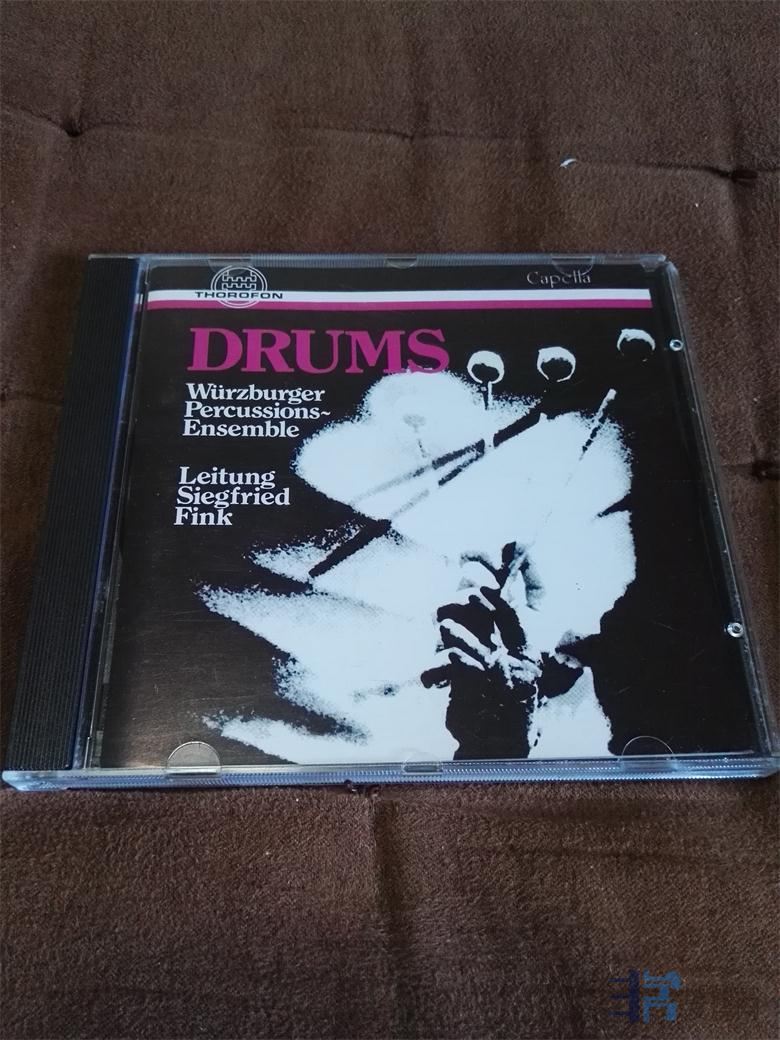 THOROFON
Capella
DRUMS
Würzburger
Percussions~
Ensemble
Leitung
Siegfried
Fink